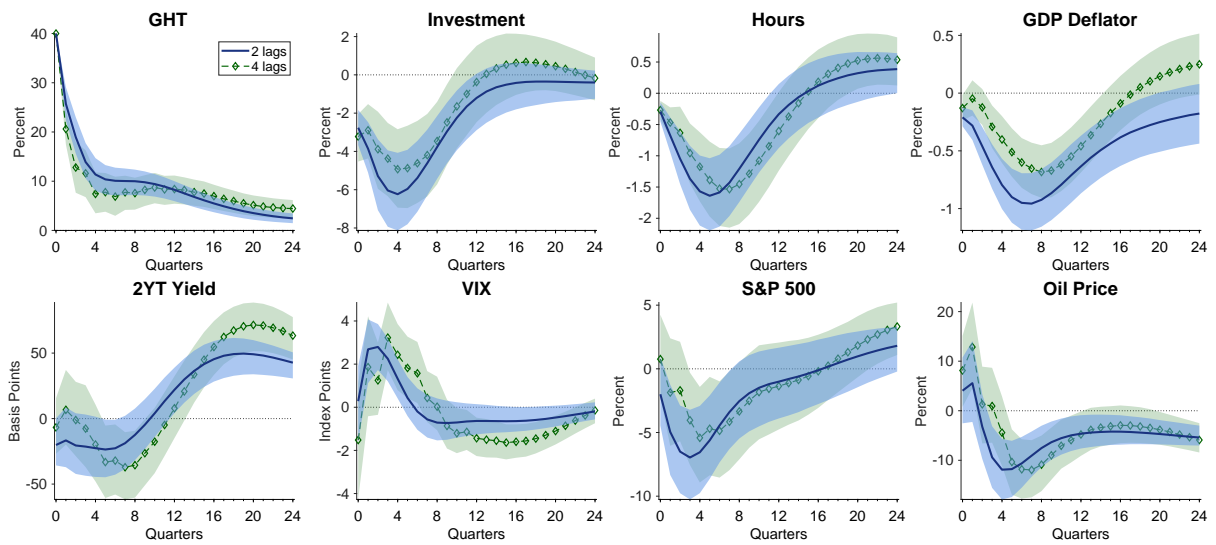 GHT
Percent
40
30
20
10
0
2 lags
4 lags
0 4 8 12 16 20 24
Quarters
Investment
Percent
2
0
-2
-4
-6
-8
0 4 8 12 16 20 24
Quarters
Hours
Percent
0.5
0
-0.5
-1
-1.5
-2
0 4 8 12 16 20 24
Quarters
GDP Deflator
Percent
0.5
0
-0.5
-1
0 4 8 12 16 20 24
Quarters
2YT Yield
Basis Points
50
0
-50
0 4 8 12 16 20 24
Quarters
VIX
Index Points
4
2
0
-2
-4
0 4 8 12 16 20 24
Quarters
S&P 500
Percent
5
0
-5
-10
0 4 8 12 16 20 24
Quarters
Oil Price
Percent
20
10
0
-10
0 4 8 12 16 20 24
Quarters